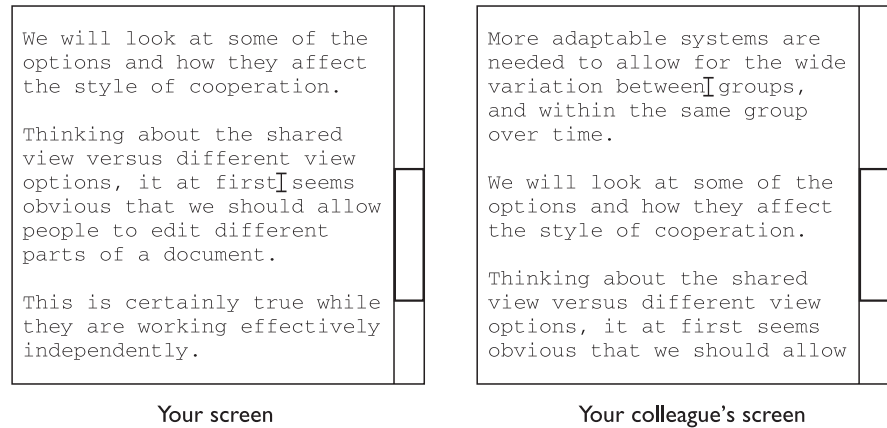 We will look at some of the
options and how they affect
the style of cooperation.
Thinking about the shared
view versus different view
options, it at first seems
obvious that we should allow
people to edit different
parts of a document.
This is certainly true while
they are working effectively
independently.
Your screen
More adaptable systems are
needed to allow for the wide
variation between groups,
and within the same group
over time.
We will look at some of the
options and how they affect
the style of cooperation.
Thinking about the shared
view versus different view
options, it at first seems
obvious that we should allow
Your colleague's screen